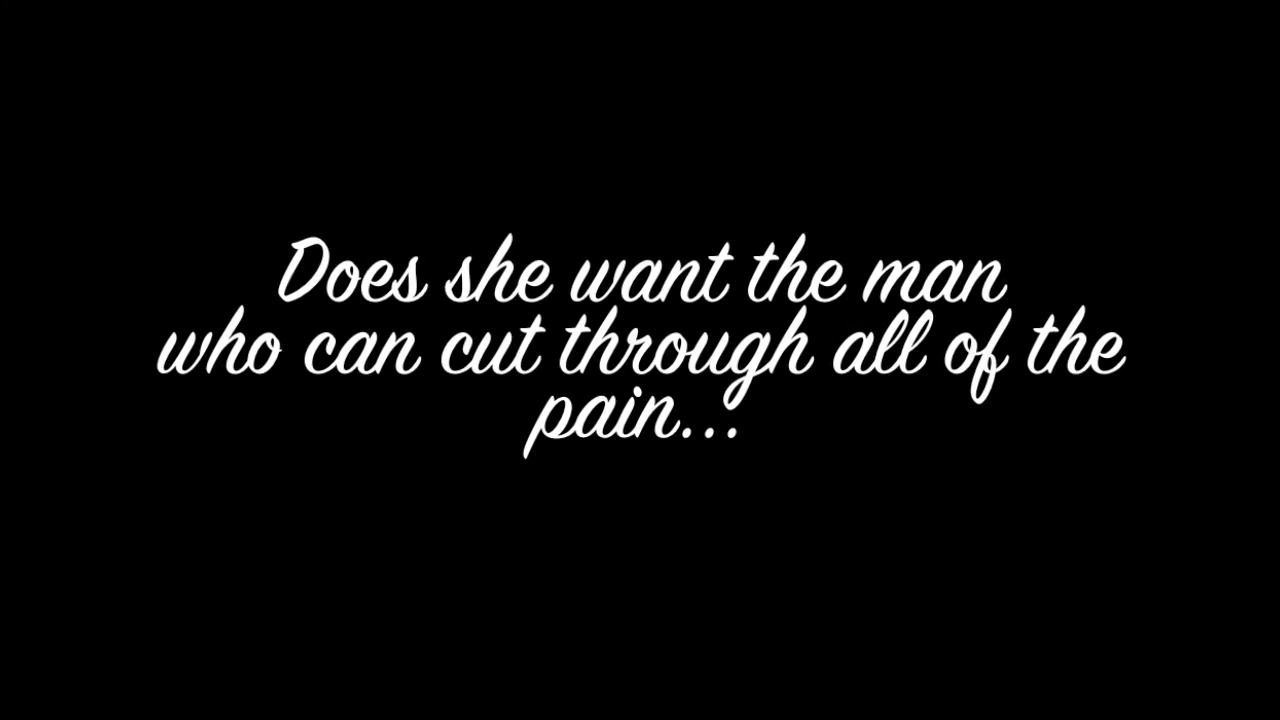 Does she want the man
who can cut through all of the
pain...